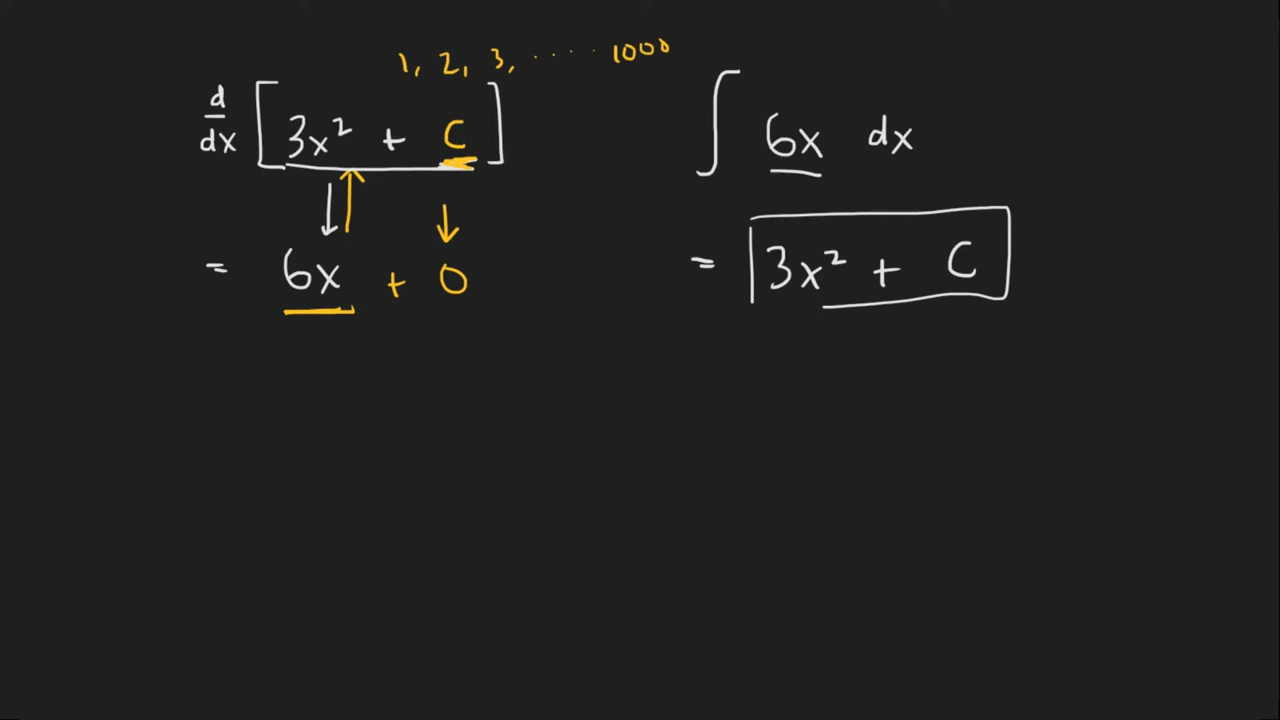 1, 2, 3, ..... 1000
d/dx [3x² + C]
= 6x + 0
∫ 6x dx
= 3x² + C